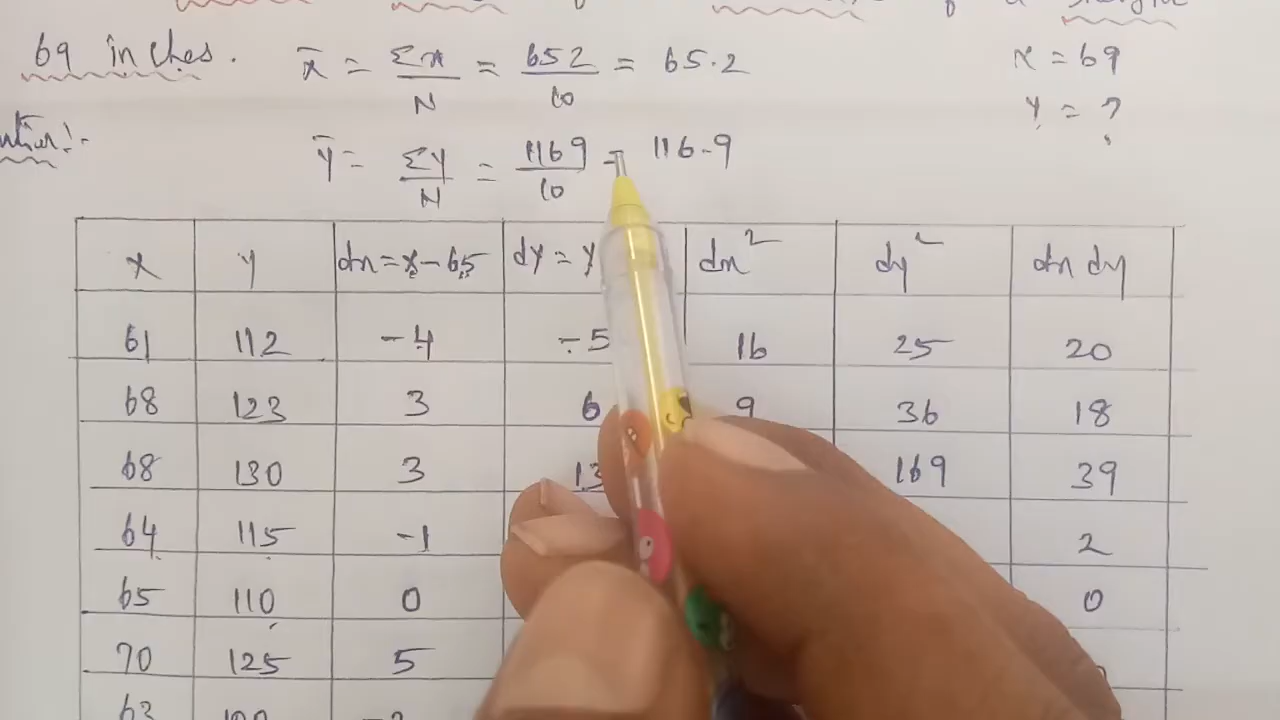 69 inches. x̄ = Σx/N = 652/10 = 65.2 x = 69
y = ?
ȳ = Σy/N = 1169/10 = 116.9
x y dx = x-65 dy = y dx² dy² dx dy
61 112 -4 -5 16 25 20
68 123 3 6 9 36 18
68 130 3 13 169 39
64 115 -1 2
65 110 0 0
70 125 5
63